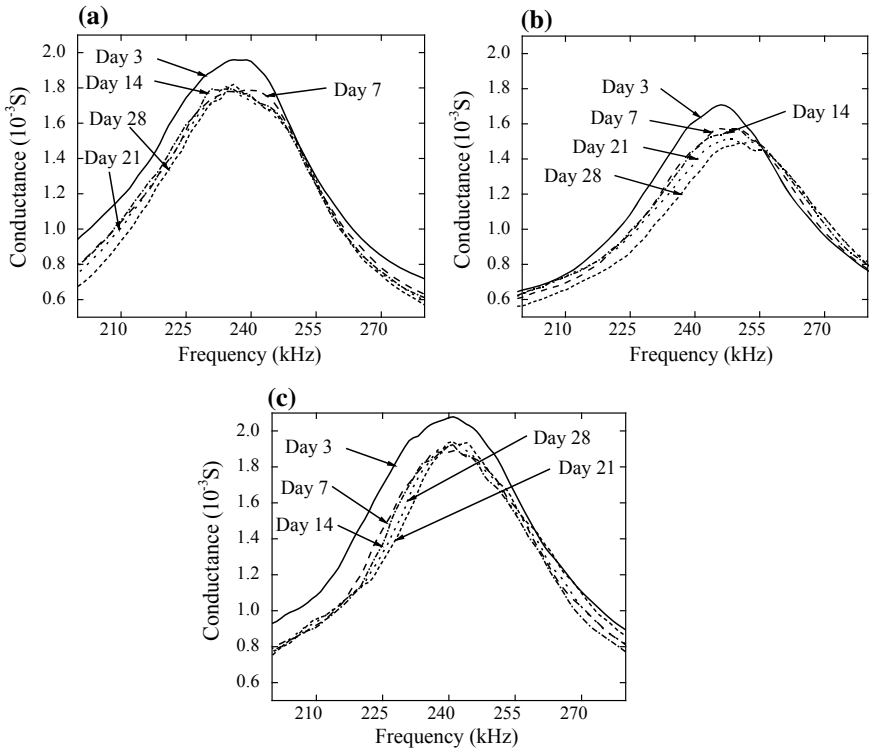 (a)
2.0
1.8
1.6
1.4
1.2
1.0
0.8
0.6
Conductance (10⁻³S)
Day 3
Day 14
Day 7
Day 28
Day 21
210 225 240 255 270
Frequency (kHz)
(b)
2.0
1.8
1.6
1.4
1.2
1.0
0.8
0.6
Conductance (10⁻³S)
Day 3
Day 7
Day 14
Day 21
Day 28
210 225 240 255 270
Frequency (kHz)
(c)
2.0
1.8
1.6
1.4
1.2
1.0
0.8
0.6
Conductance (10⁻³S)
Day 3
Day 28
Day 7
Day 21
Day 14
210 225 240 255 270
Frequency (kHz)